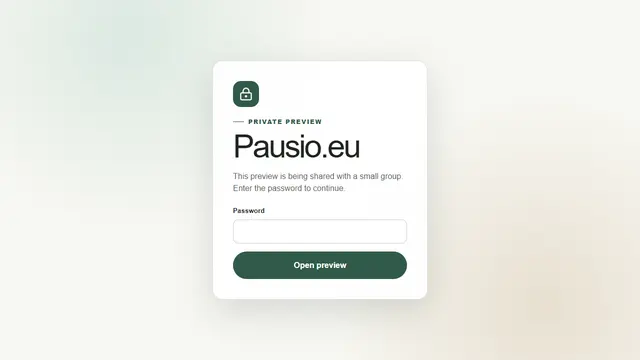 PRIVATE PREVIEW
Pausio.eu
This preview is being shared with a small group.
Enter the password to continue.
Password
Open preview